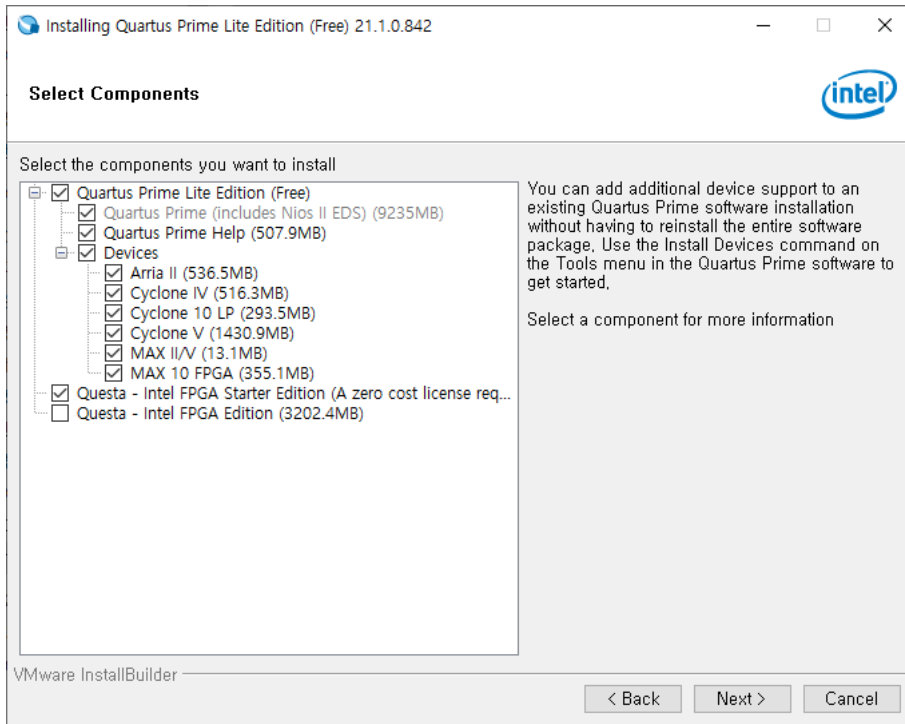 Installing Quartus Prime Lite Edition (Free) 21.1.0.842
Select Components
intel
Select the components you want to install
Quartus Prime Lite Edition (Free)
Quartus Prime (includes Nios II EDS) (9235MB)
Quartus Prime Help (507.9MB)
Devices
Arria II (536.5MB)
Cyclone IV (516.3MB)
Cyclone 10 LP (293.5MB)
Cyclone V (1430.9MB)
MAX II/V (13.1MB)
MAX 10 FPGA (355.1MB)
Questa - Intel FPGA Starter Edition (A zero cost license req...
Questa - Intel FPGA Edition (3202.4MB)
You can add additional device support to an
existing Quartus Prime software installation
without having to reinstall the entire software
package. Use the Install Devices command on
the Tools menu in the Quartus Prime software to
get started.
Select a component for more information
VMware InstallBuilder
< Back
Next >
Cancel